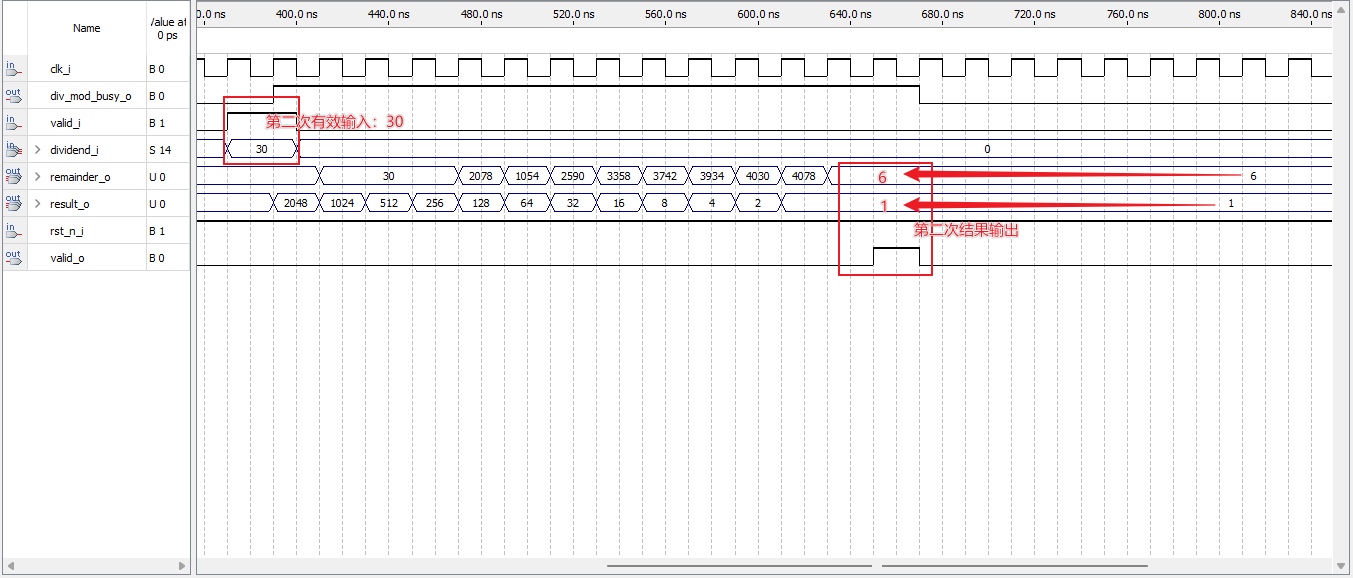 Name
/alue at
0 ps
0.0 ns 400.0 ns 440.0 ns 480.0 ns 520.0 ns 560.0 ns 600.0 ns 640.0 ns 680.0 ns 720.0 ns 760.0 ns 800.0 ns 840.0 ns
in clk_i B 0
out div_mod_busy_o B 0
in valid_i B 1 第二次有效输入：30
in > dividend_i S 14 30 0
out > remainder_o U 0 30 2078 1054 2590 3358 3742 3934 4030 4078 6 6
out > result_o U 0 2048 1024 512 256 128 64 32 16 8 4 2 1 1
in rst_n_i B 1 第二次结果输出
out valid_o B 0